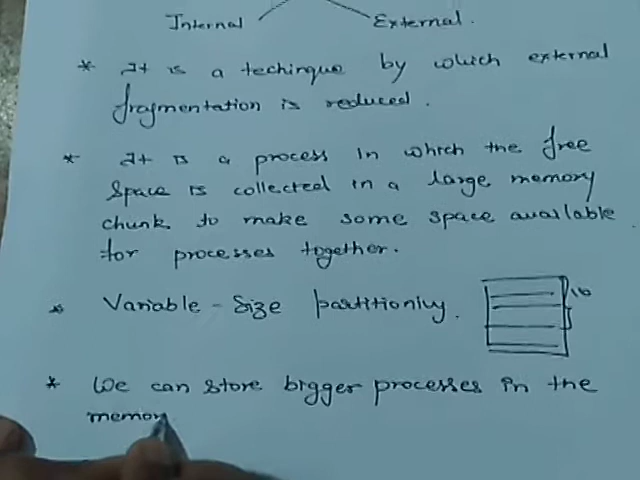 Internal External.
* It is a techinque by which external
fragmentation is reduced.
* It is a process in which the free
space is collected in a large memory
chunk to make some space available
for processes together.
* Variable - Size partitioning.
10
* We can store bigger processes in the
memory